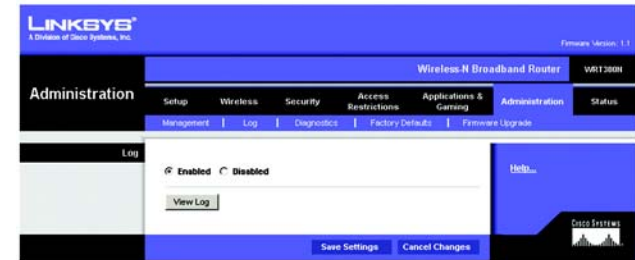 LINKSYS®
A Division of Cisco Systems, Inc.
Firmware Version: 1.1
Wireless-N Broadband Router WRT300N
Administration
Setup Wireless Security Access Restrictions Applications & Gaming Administration Status
Management | Log | Diagnostics | Factory Defaults | Firmware Upgrade
Log
Enabled Disabled
Help...
View Log
Save Settings Cancel Changes
CISCO SYSTEMS